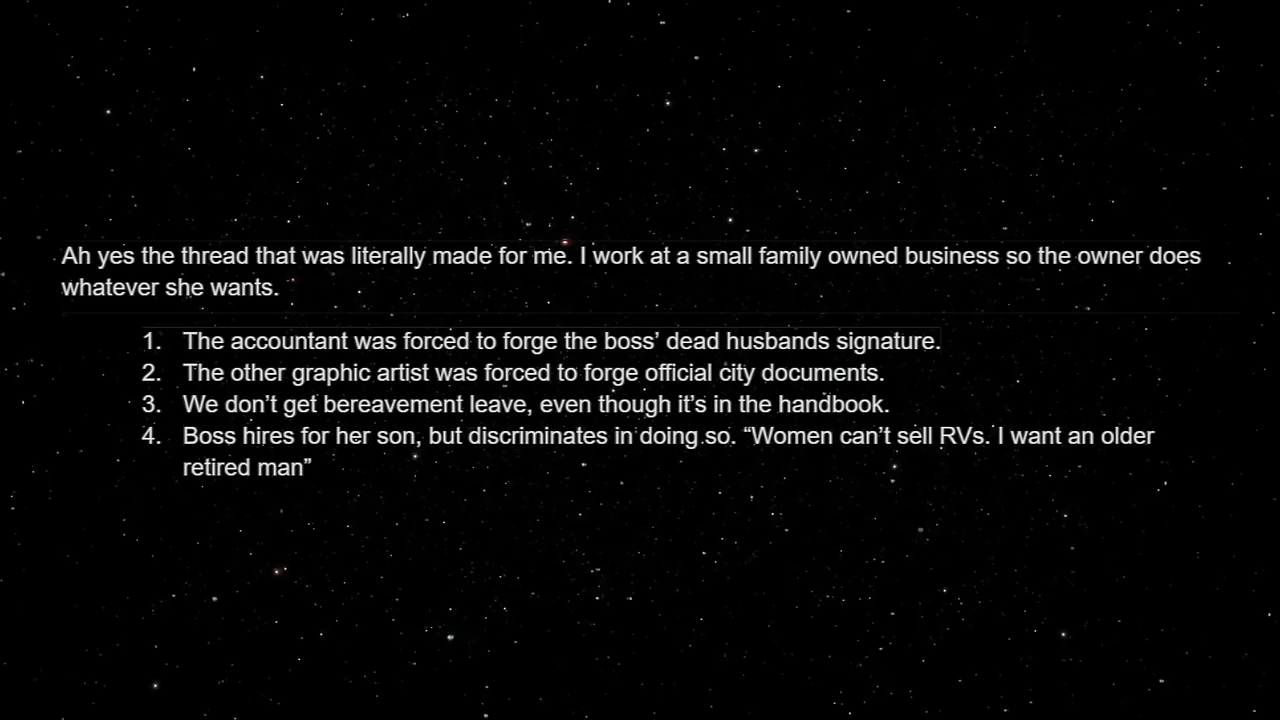 Ah yes the thread that was literally made for me. I work at a small family owned business so the owner does
whatever she wants.
1. The accountant was forced to forge the boss’ dead husbands signature.
2. The other graphic artist was forced to forge official city documents.
3. We don’t get bereavement leave, even though it’s in the handbook.
4. Boss hires for her son, but discriminates in doing so. “Women can’t sell RVs. I want an older
retired man”